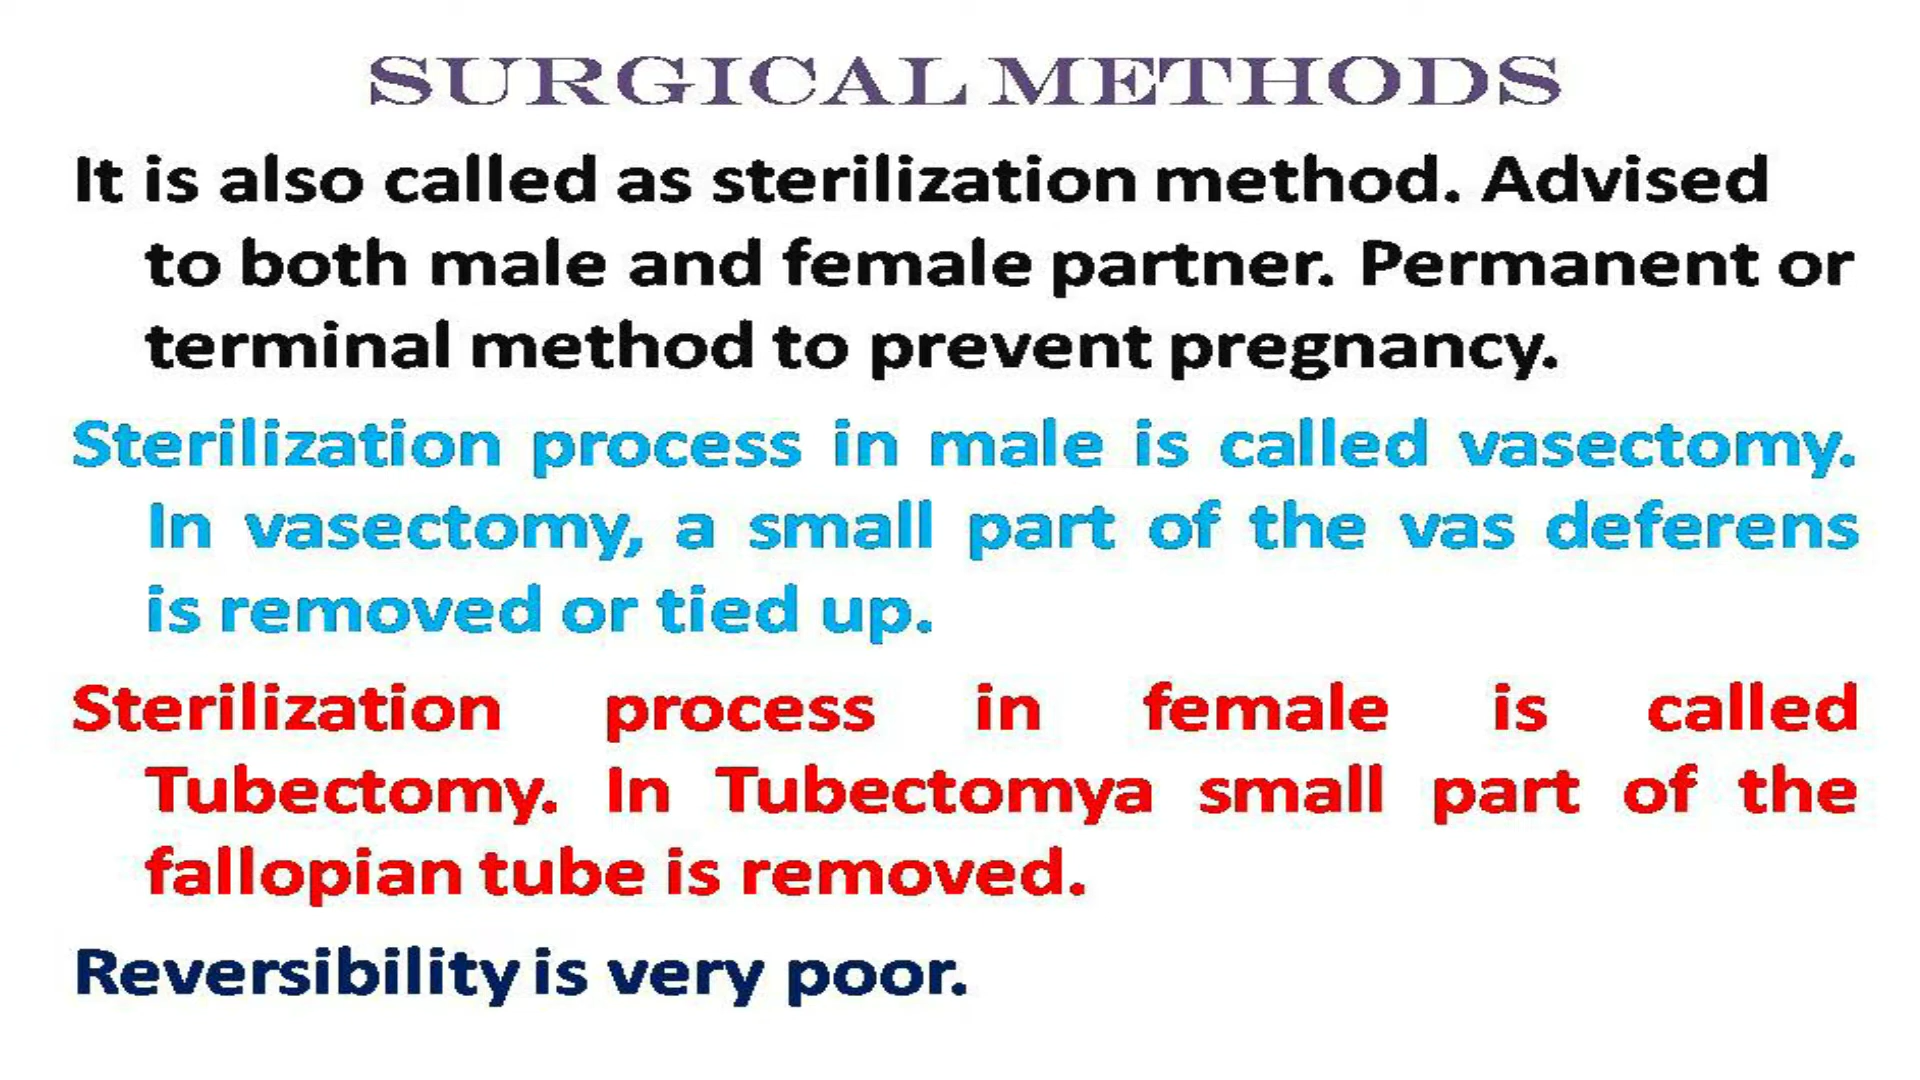 SURGICAL METHODS
It is also called as sterilization method. Advised
to both male and female partner. Permanent or
terminal method to prevent pregnancy.
Sterilization process in male is called vasectomy.
In vasectomy, a small part of the vas deferens
is removed or tied up.
Sterilization process in female is called
Tubectomy. In Tubectomya small part of the
fallopian tube is removed.
Reversibility is very poor.